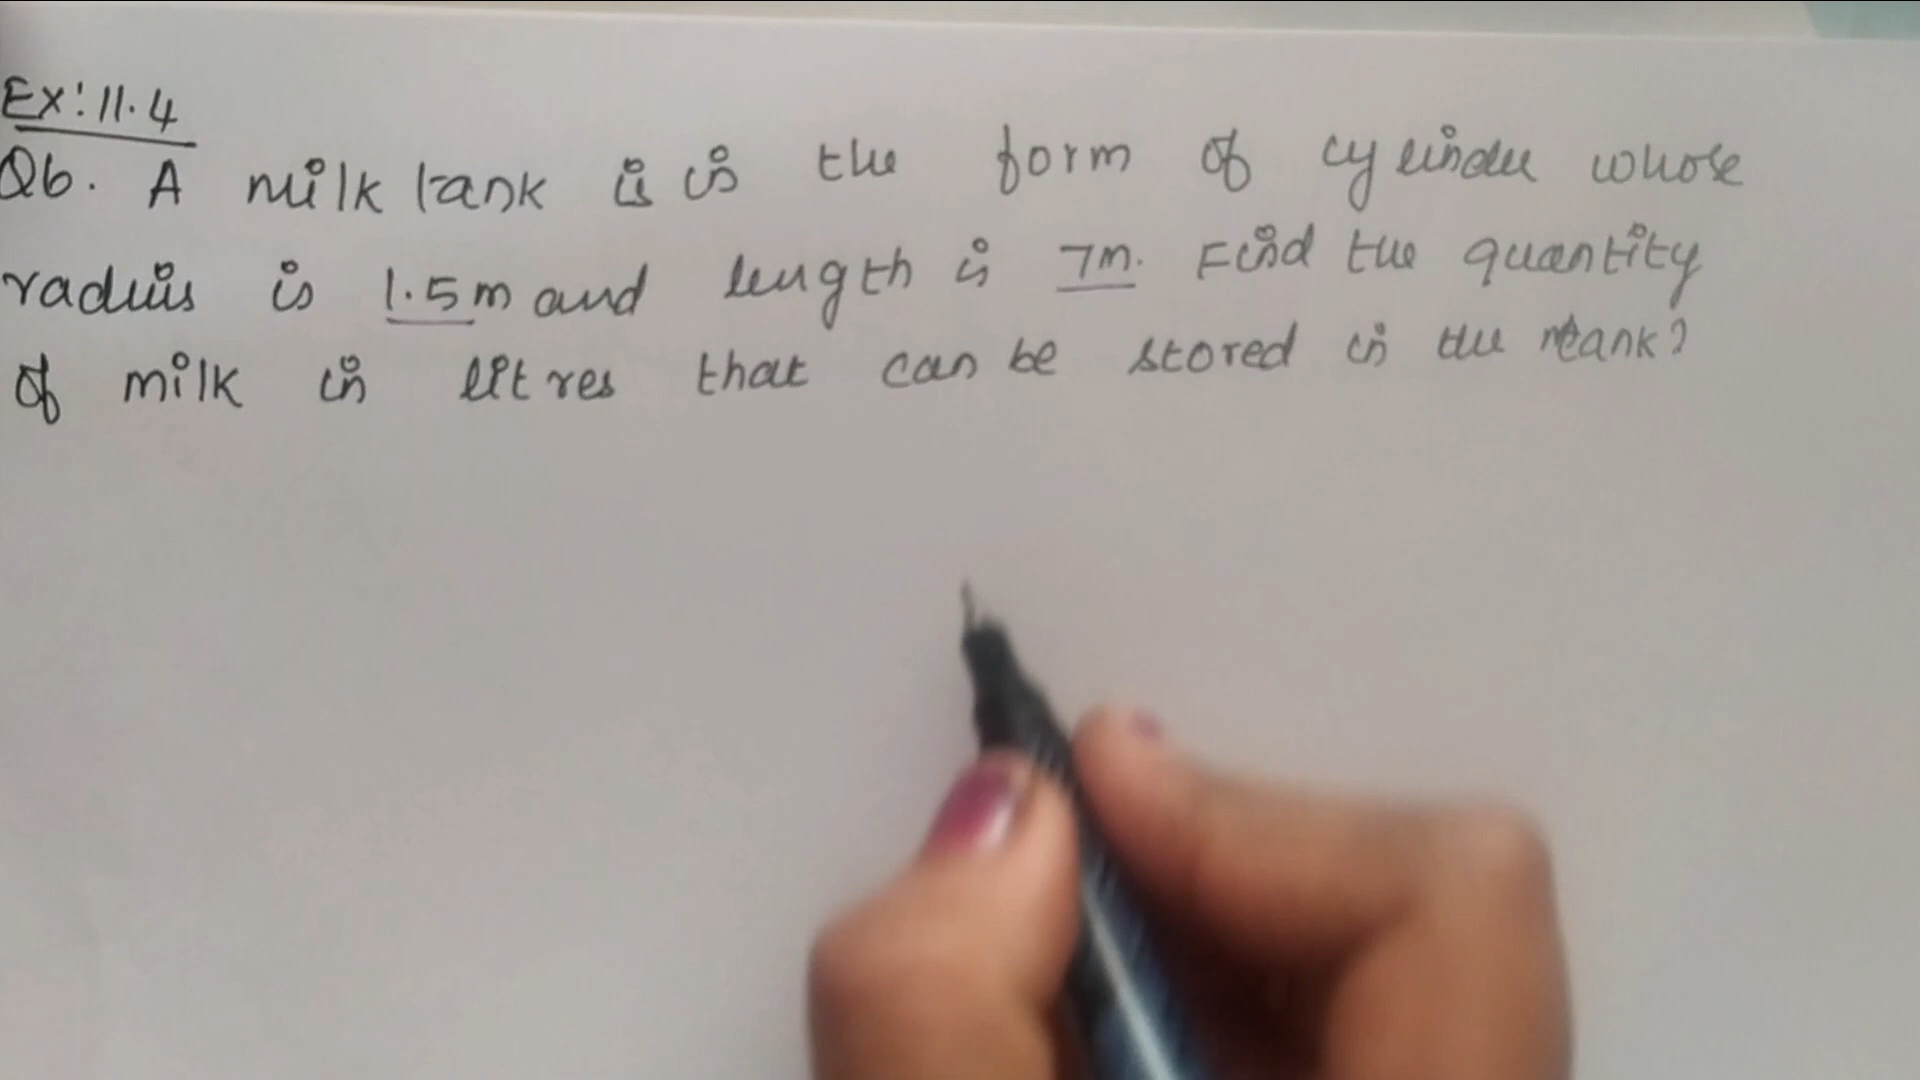 Ex: 11.4
Q6. A milk tank is in the form of cylinder whose
radius is 1.5m and length is 7m. Find the quantity
of milk in litres that can be stored in the tank?